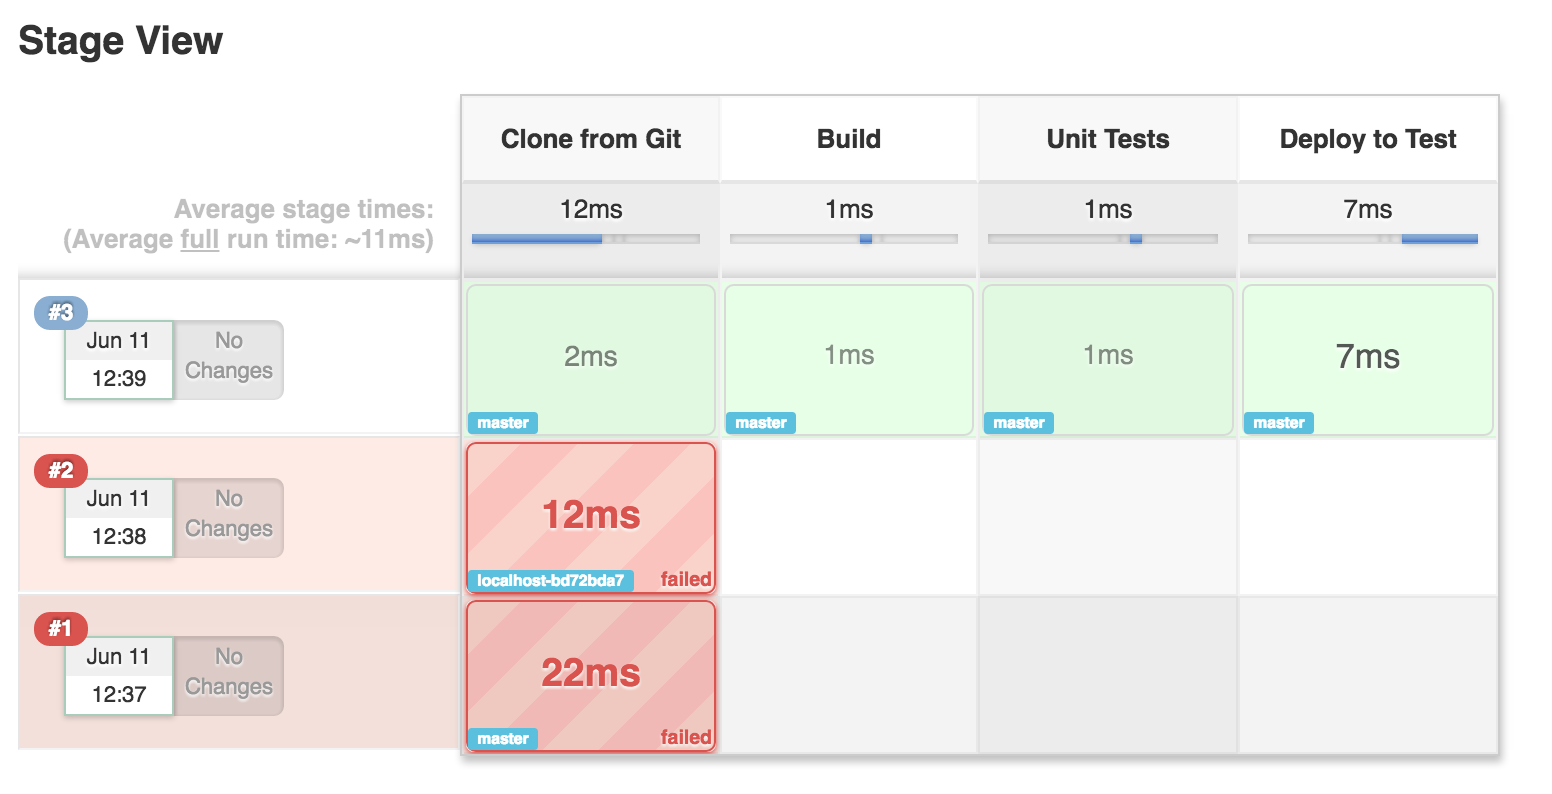 Stage View
Clone from Git Build Unit Tests Deploy to Test
Average stage times:
(Average full run time: ~11ms)
12ms 1ms 1ms 7ms
#3
Jun 11
12:39
No
Changes
2ms
master
1ms
master
1ms
master
7ms
master
#2
Jun 11
12:38
No
Changes
12ms
localhost-bd72bda7 failed
#1
Jun 11
12:37
No
Changes
22ms
master failed